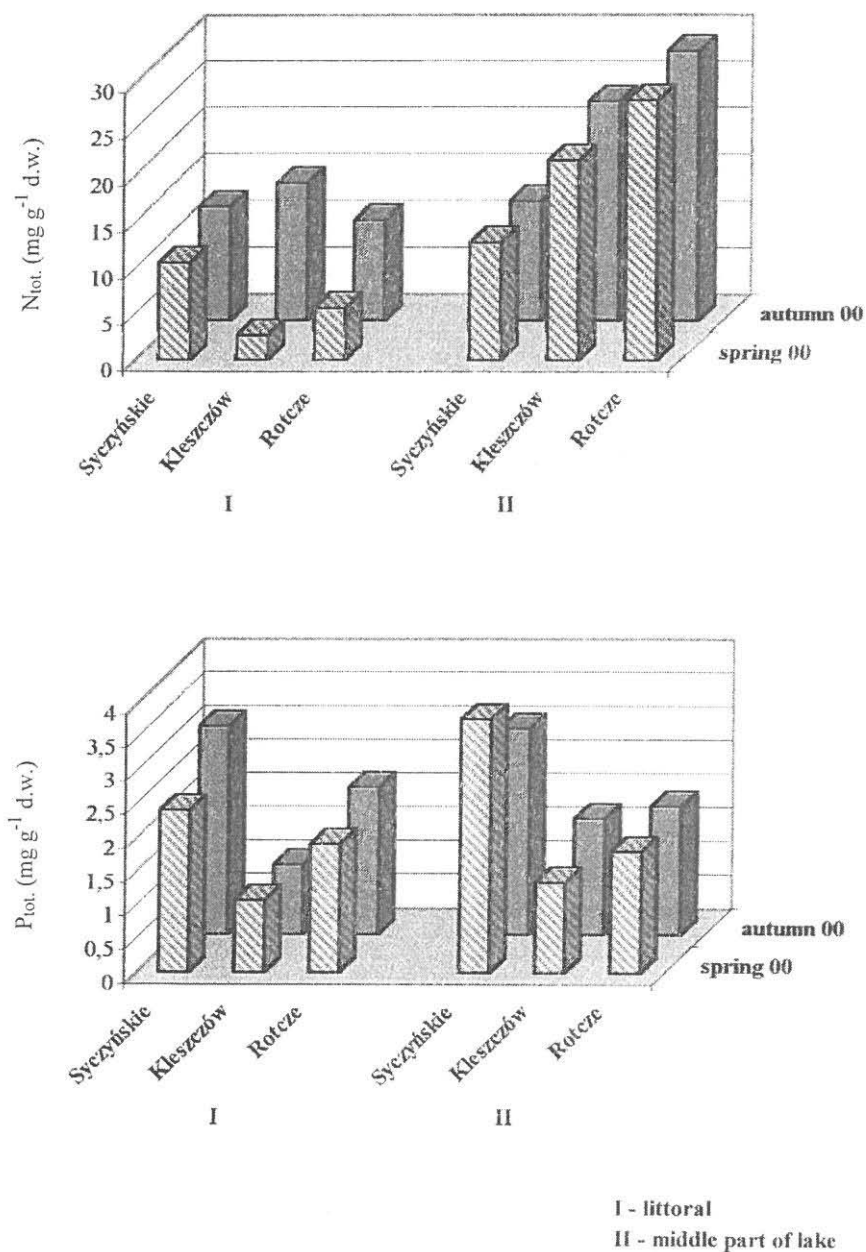 30
25
20
15
10
5
0
Ntot. (mg g-1 d.w.)
autumn 00
spring 00
Syczyńskie
Kleszczów
Rotcze
Syczyńskie
Kleszczów
Rotcze
I
II
4
3,5
3
2,5
2
1,5
1
0,5
0
Ptot. (mg g-1 d.w.)
autumn 00
spring 00
Syczyńskie
Kleszczów
Rotcze
Syczyńskie
Kleszczów
Rotcze
I
II
I - littoral
II - middle part of lake